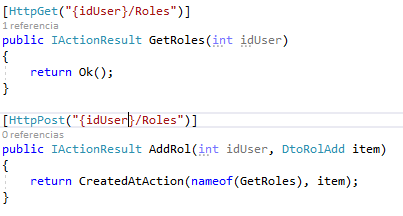 [HttpGet("{idUser}/Roles")]
1 referencia
public IActionResult GetRoles(int idUser)
{
return Ok();
}
[HttpPost("{idUser}/Roles")]
0 referencias
public IActionResult AddRol(int idUser, DtoRolAdd item)
{
return CreatedAtAction(nameof(GetRoles), item);
}